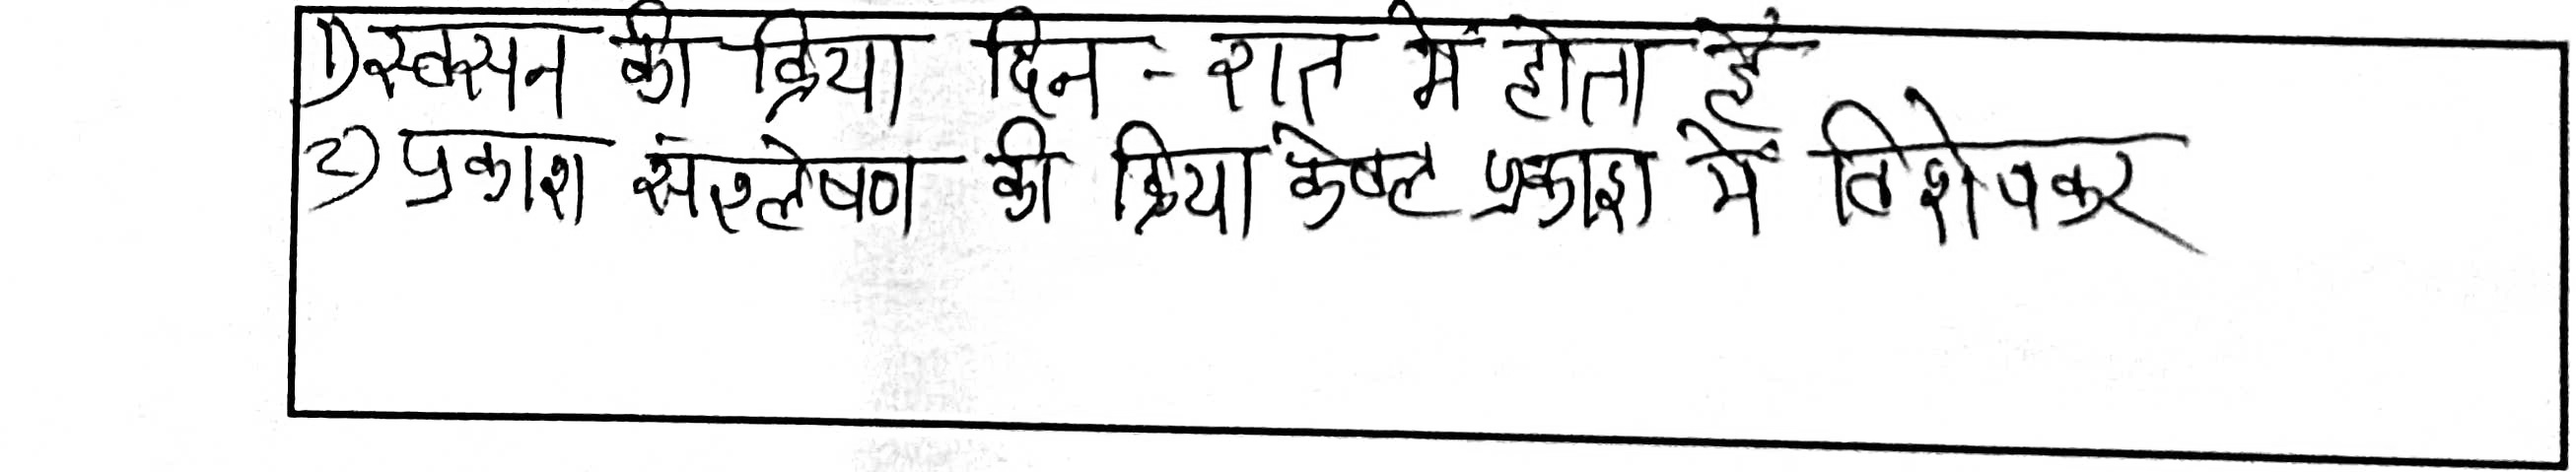 1) स्वसन की क्रिया दिन - रात में होता है
2) प्रकाश संश्लेषण की क्रिया केवल प्रकाश में विशेषकर